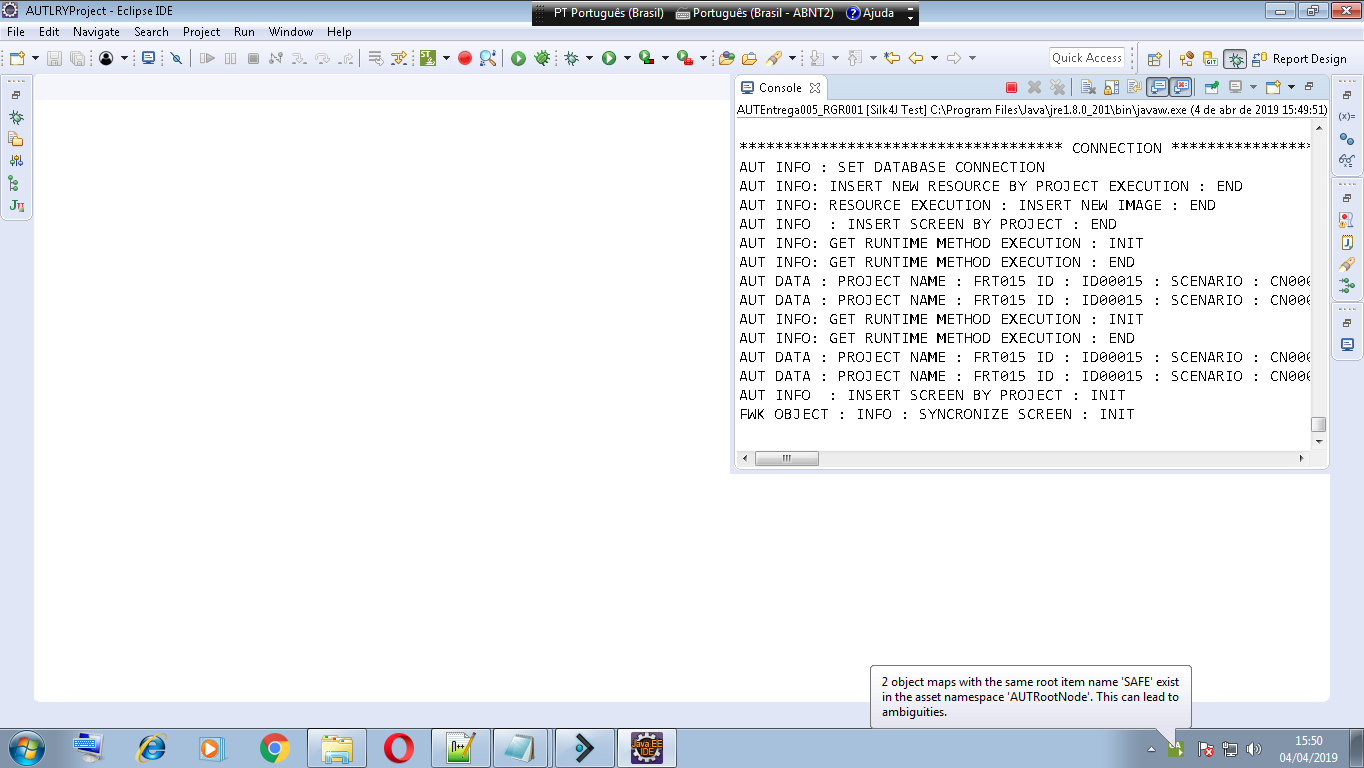 AUTLRYProject - Eclipse IDE
PT Português (Brasil) Português (Brasil - ABNT2) Ajuda
File Edit Navigate Search Project Run Window Help
Quick Access
Report Design
Console
AUTEntrega005_RGR001 [Silk4J Test] C:\Program Files\Java\jre1.8.0_201\bin\javaw.exe (4 de abr de 2019 15:49:51)
************************************ CONNECTION ****************
AUT INFO : SET DATABASE CONNECTION
AUT INFO: INSERT NEW RESOURCE BY PROJECT EXECUTION : END
AUT INFO: RESOURCE EXECUTION : INSERT NEW IMAGE : END
AUT INFO  : INSERT SCREEN BY PROJECT : END
AUT INFO: GET RUNTIME METHOD EXECUTION : INIT
AUT INFO: GET RUNTIME METHOD EXECUTION : END
AUT DATA : PROJECT NAME : FRT015 ID : ID00015 : SCENARIO : CN000
AUT DATA : PROJECT NAME : FRT015 ID : ID00015 : SCENARIO : CN000
AUT INFO: GET RUNTIME METHOD EXECUTION : INIT
AUT INFO: GET RUNTIME METHOD EXECUTION : END
AUT DATA : PROJECT NAME : FRT015 ID : ID00015 : SCENARIO : CN000
AUT DATA : PROJECT NAME : FRT015 ID : ID00015 : SCENARIO : CN000
AUT INFO  : INSERT SCREEN BY PROJECT : INIT
FWK OBJECT : INFO : SYNCRONIZE SCREEN : INIT
2 object maps with the same root item name 'SAFE' exist
in the asset namespace 'AUTRootNode'. This can lead to
ambiguities.
Java EE
IDE
15:50
04/04/2019